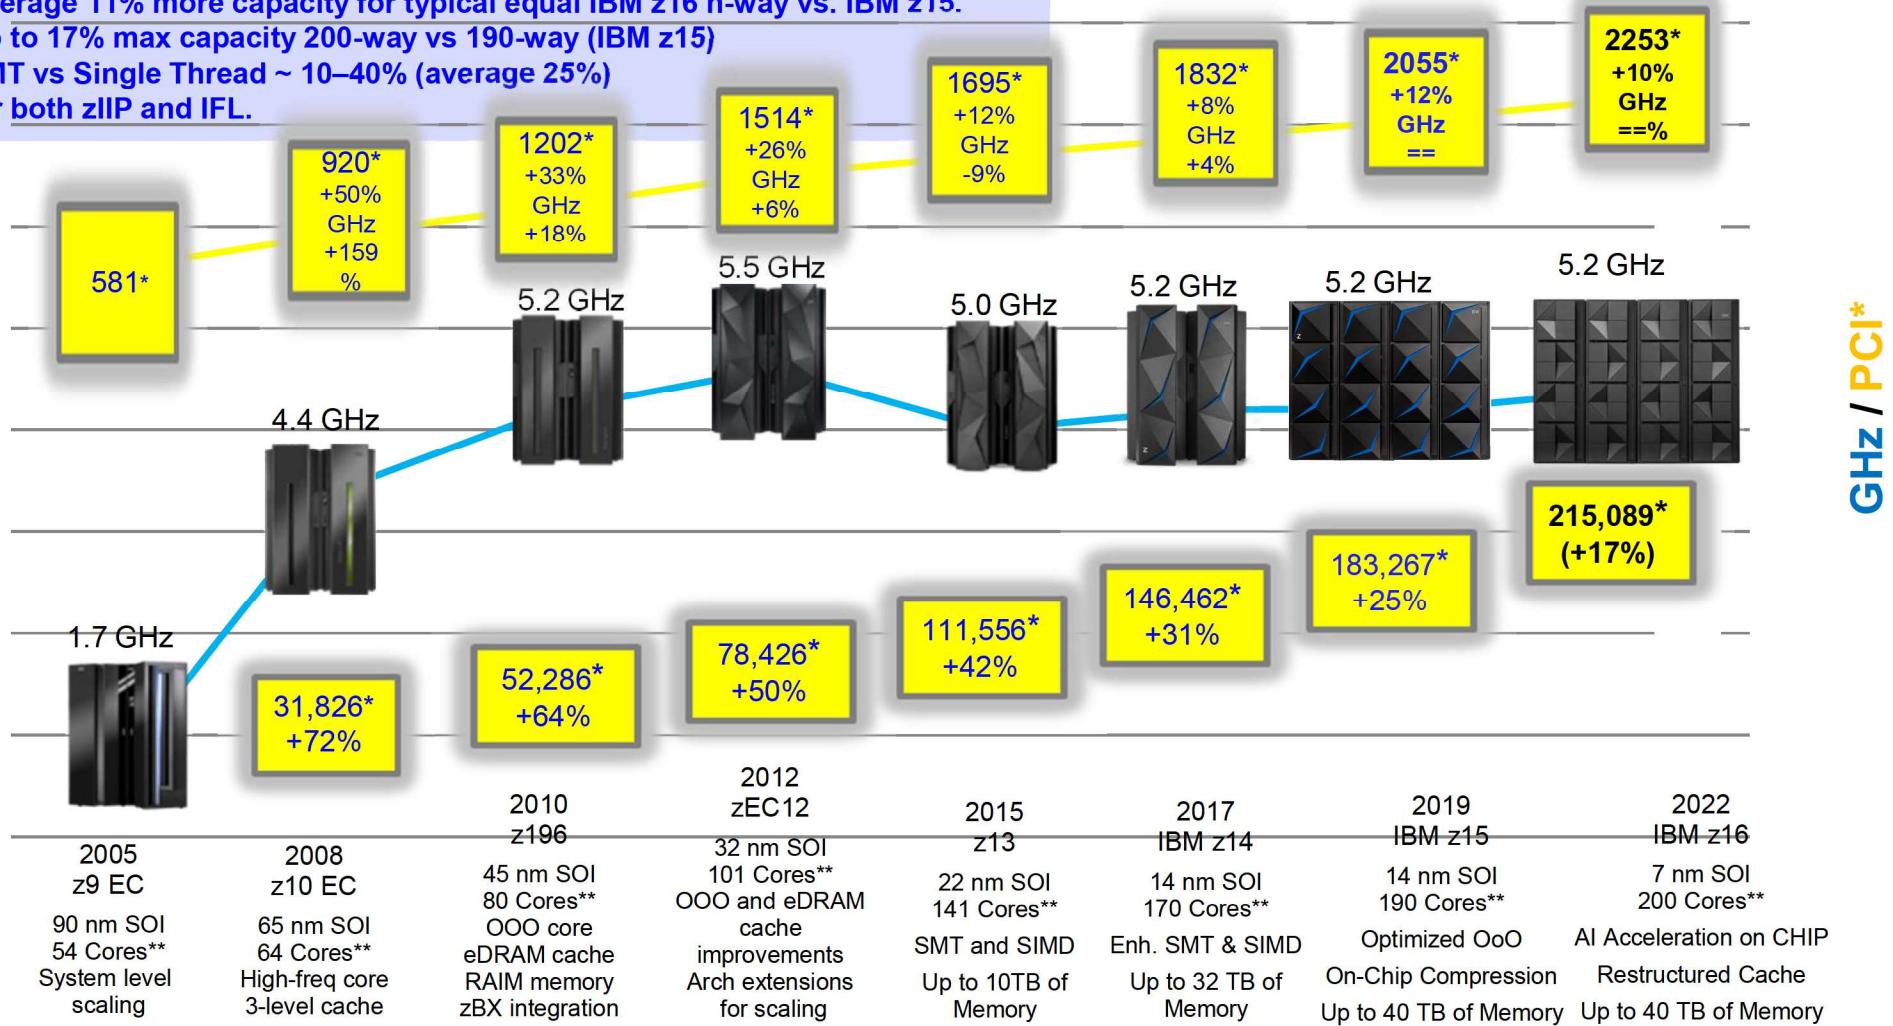 erage 11% more capacity for typical equal IBM z16 n-way vs. IBM z15.
to 17% max capacity 200-way vs 190-way (IBM z15)
MT vs Single Thread ~ 10–40% (average 25%)
r both zIIP and IFL.
581*
920*
+50%
GHz
+159
%
1202*
+33%
GHz
+18%
1514*
+26%
GHz
+6%
1695*
+12%
GHz
-9%
1832*
+8%
GHz
+4%
2055*
+12%
GHz
==
2253*
+10%
GHz
==%
1.7 GHz
4.4 GHz
5.2 GHz
5.5 GHz
5.0 GHz
5.2 GHz
5.2 GHz
5.2 GHz
GHz / PCI*
31,826*
+72%
52,286*
+64%
78,426*
+50%
111,556*
+42%
146,462*
+31%
183,267*
+25%
215,089*
(+17%)
2005
z9 EC
90 nm SOI
54 Cores**
System level
scaling
2008
z10 EC
65 nm SOI
64 Cores**
High-freq core
3-level cache
2010
z196
45 nm SOI
80 Cores**
OOO core
eDRAM cache
RAIM memory
zBX integration
2012
zEC12
32 nm SOI
101 Cores**
OOO and eDRAM
cache
improvements
Arch extensions
for scaling
2015
z13
22 nm SOI
141 Cores**
SMT and SIMD
Up to 10TB of
Memory
2017
IBM z14
14 nm SOI
170 Cores**
Enh. SMT & SIMD
Up to 32 TB of
Memory
2019
IBM z15
14 nm SOI
190 Cores**
Optimized OoO
On-Chip Compression
Up to 40 TB of Memory
2022
IBM z16
7 nm SOI
200 Cores**
AI Acceleration on CHIP
Restructured Cache
Up to 40 TB of Memory